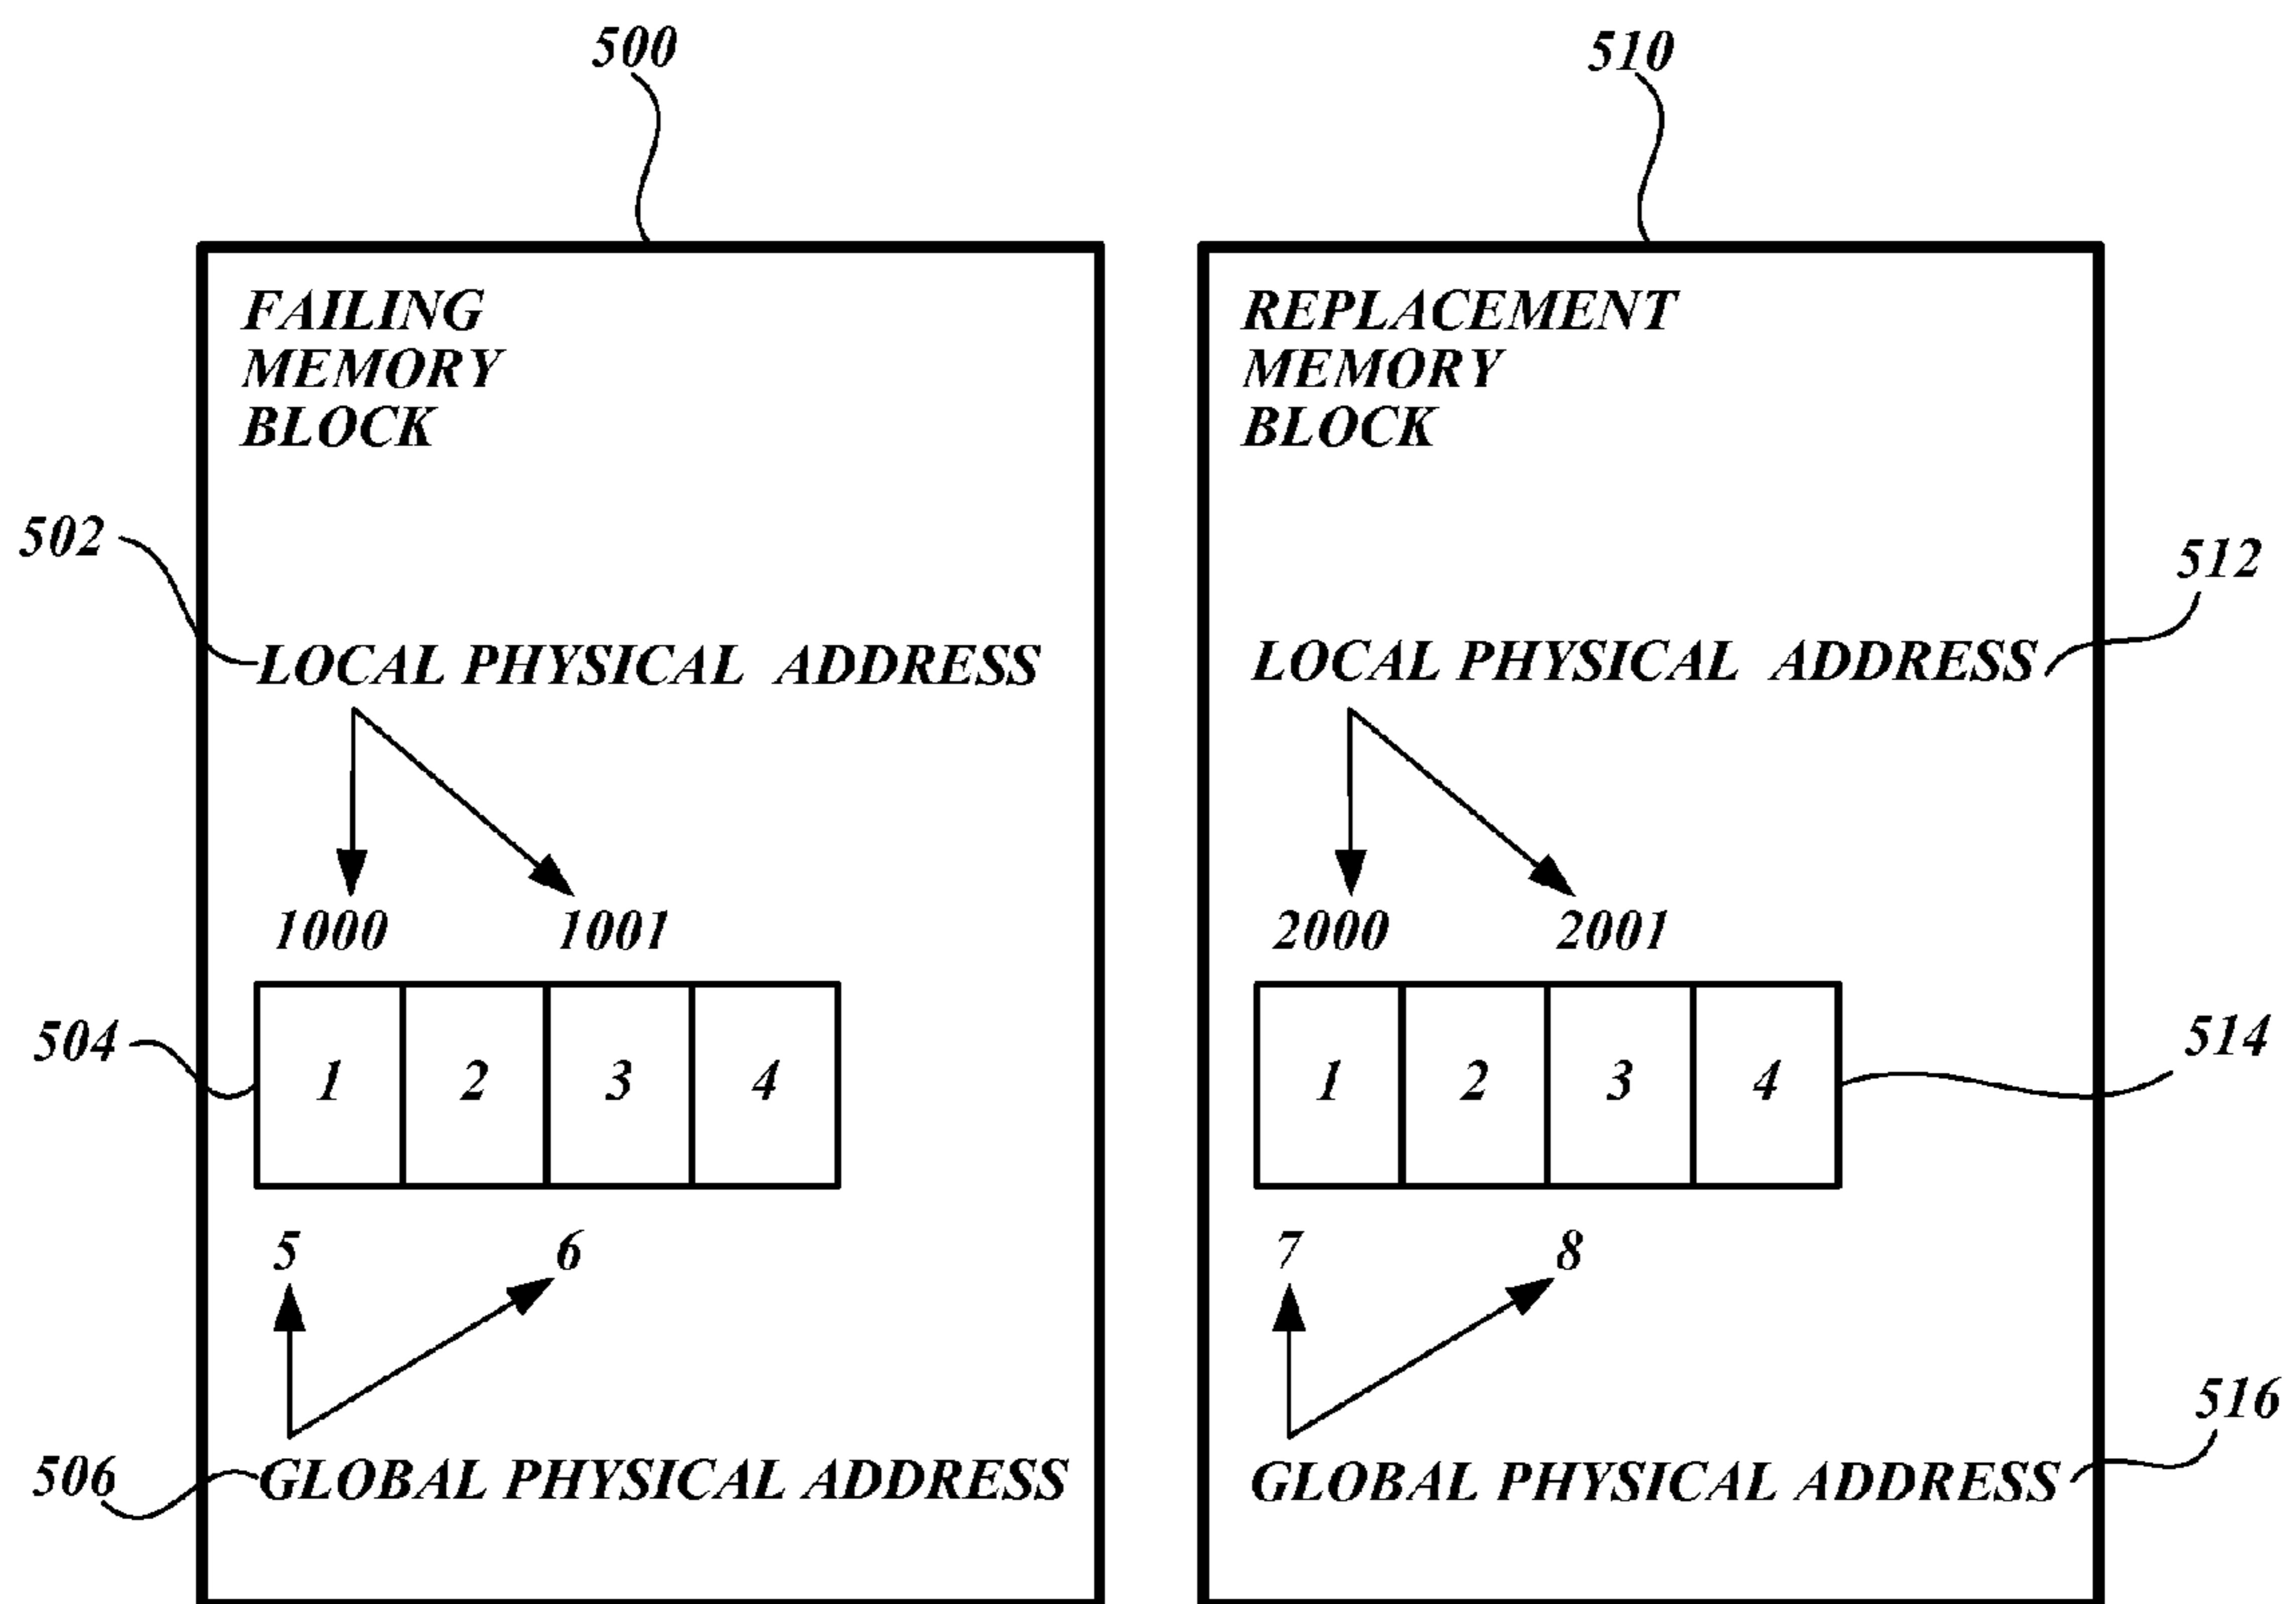 500
510
FAILING
MEMORY
BLOCK
REPLACEMENT
MEMORY
BLOCK
502
512
LOCAL PHYSICAL ADDRESS
LOCAL PHYSICAL ADDRESS
1000 1001
2000 2001
504
1 2 3 4
1 2 3 4
514
5 6
7 8
506
GLOBAL PHYSICAL ADDRESS
GLOBAL PHYSICAL ADDRESS
516